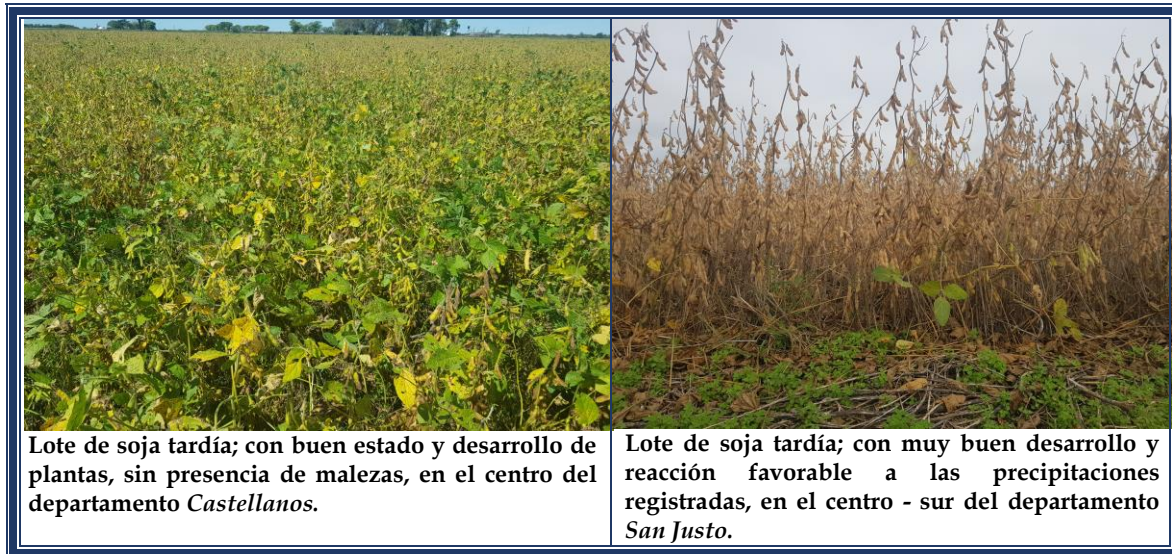 Lote de soja tardía; con buen estado y desarrollo de
plantas, sin presencia de malezas, en el centro del
departamento Castellanos.
Lote de soja tardía; con muy buen desarrollo y
reacción favorable a las precipitaciones
registradas, en el centro - sur del departamento
San Justo.